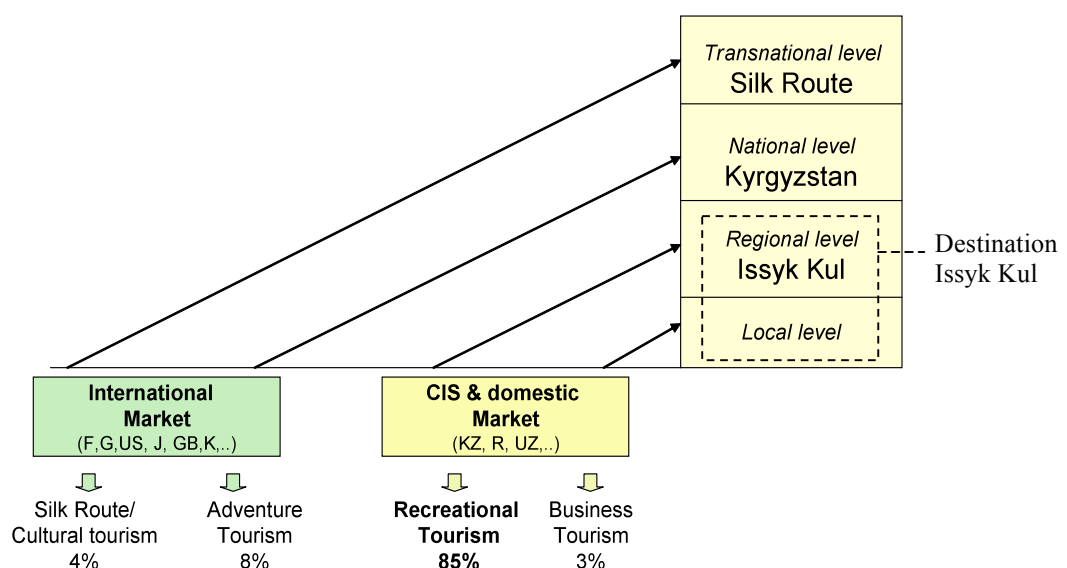 Transnational level
Silk Route
National level
Kyrgyzstan
Regional level
Issyk Kul
Local level
Destination
Issyk Kul
International
Market
(F,G,US, J, GB,K,..)
CIS & domestic
Market
(KZ, R, UZ,..)
Silk Route/
Cultural tourism
4%
Adventure
Tourism
8%
Recreational
Tourism
85%
Business
Tourism
3%